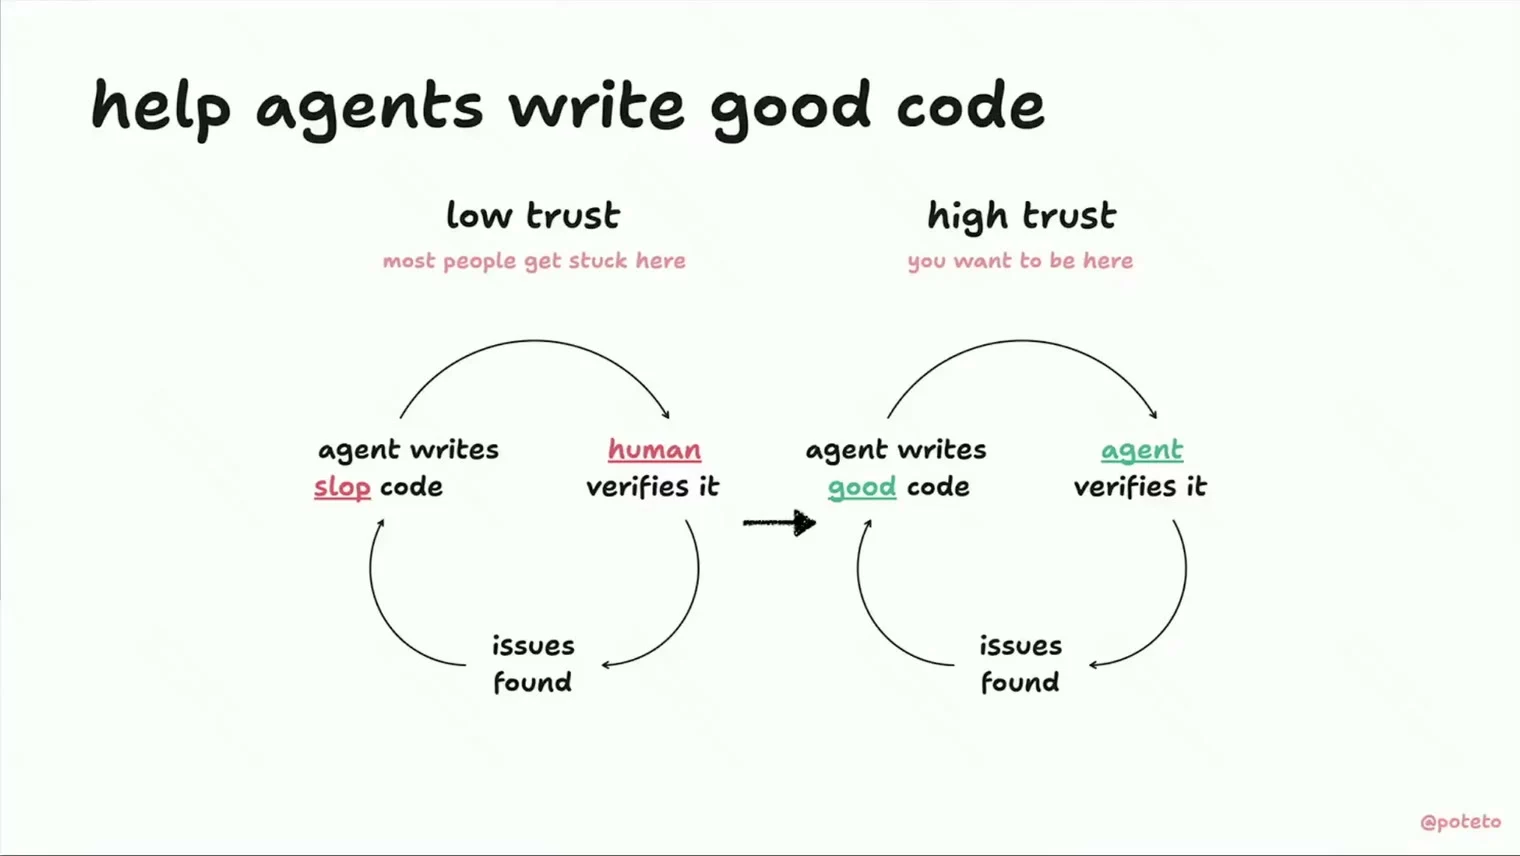 help agents write good code
low trust
most people get stuck here
high trust
you want to be here
agent writes
slop code
human
verifies it
issues
found
agent writes
good code
agent
verifies it
issues
found
@poteto